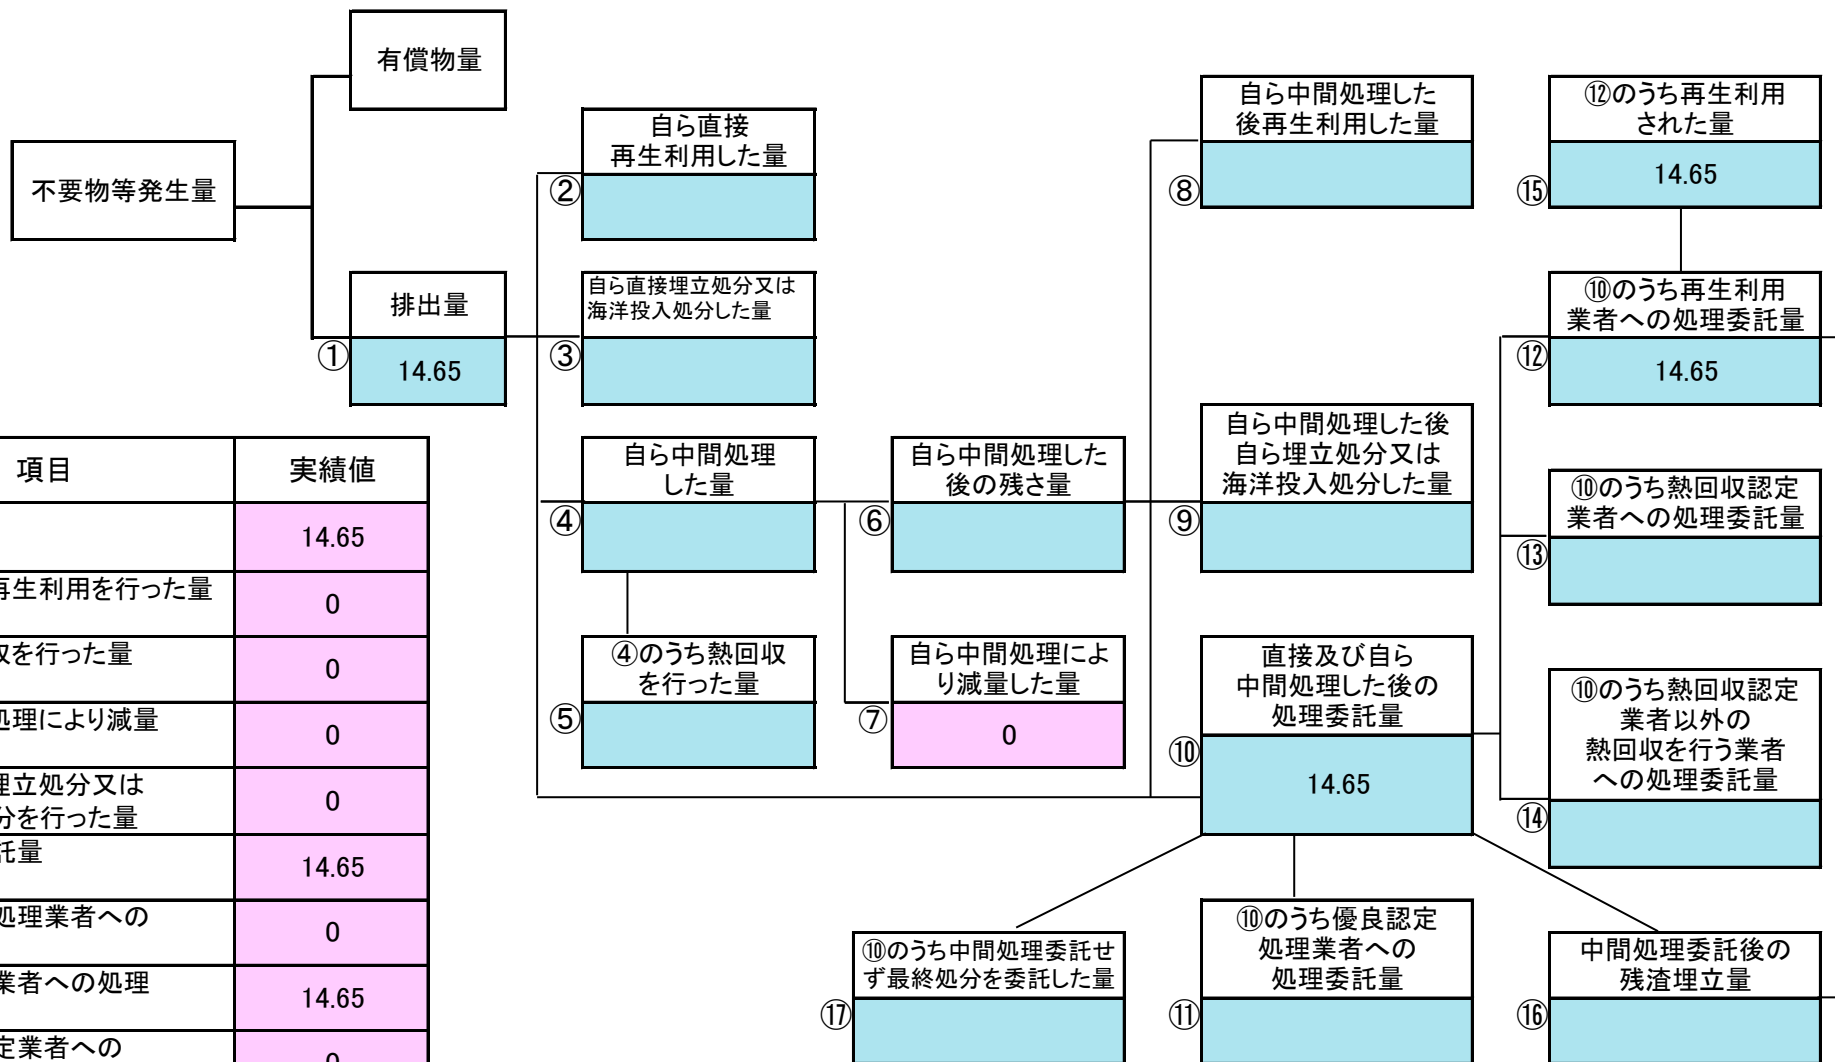 有償物量
不要物等発生量
排出量
①
14.65
自ら直接
再生利用した量
②
自ら直接埋立処分又は
海洋投入処分した量
③
自ら中間処理
した量
④
④のうち熱回収
を行った量
⑤
自ら中間処理した
後の残さ量
⑥
自ら中間処理によ
り減量した量
⑦
0
自ら中間処理した
後再生利用した量
⑧
自ら中間処理した後
自ら埋立処分又は
海洋投入処分した量
⑨
直接及び自ら
中間処理した後の
処理委託量
⑩
14.65
⑫のうち再生利用
された量
⑮
14.65
⑩のうち再生利用
業者への処理委託量
⑫
14.65
⑩のうち熱回収認定
業者への処理委託量
⑬
⑩のうち熱回収認定
業者以外の
熱回収を行う業者
への処理委託量
⑭
⑩のうち中間処理委託せ
ず最終処分を委託した量
⑰
⑩のうち優良認定
処理業者への
処理委託量
⑪
中間処理委託後の
残渣埋立量
⑯
項目 実績値
14.65
再生利用を行った量
0
を行った量
0
処理により減量
0
埋立処分又は
分を行った量
0
託量
14.65
処理業者への
0
業者への処理
14.65
定業者への
0